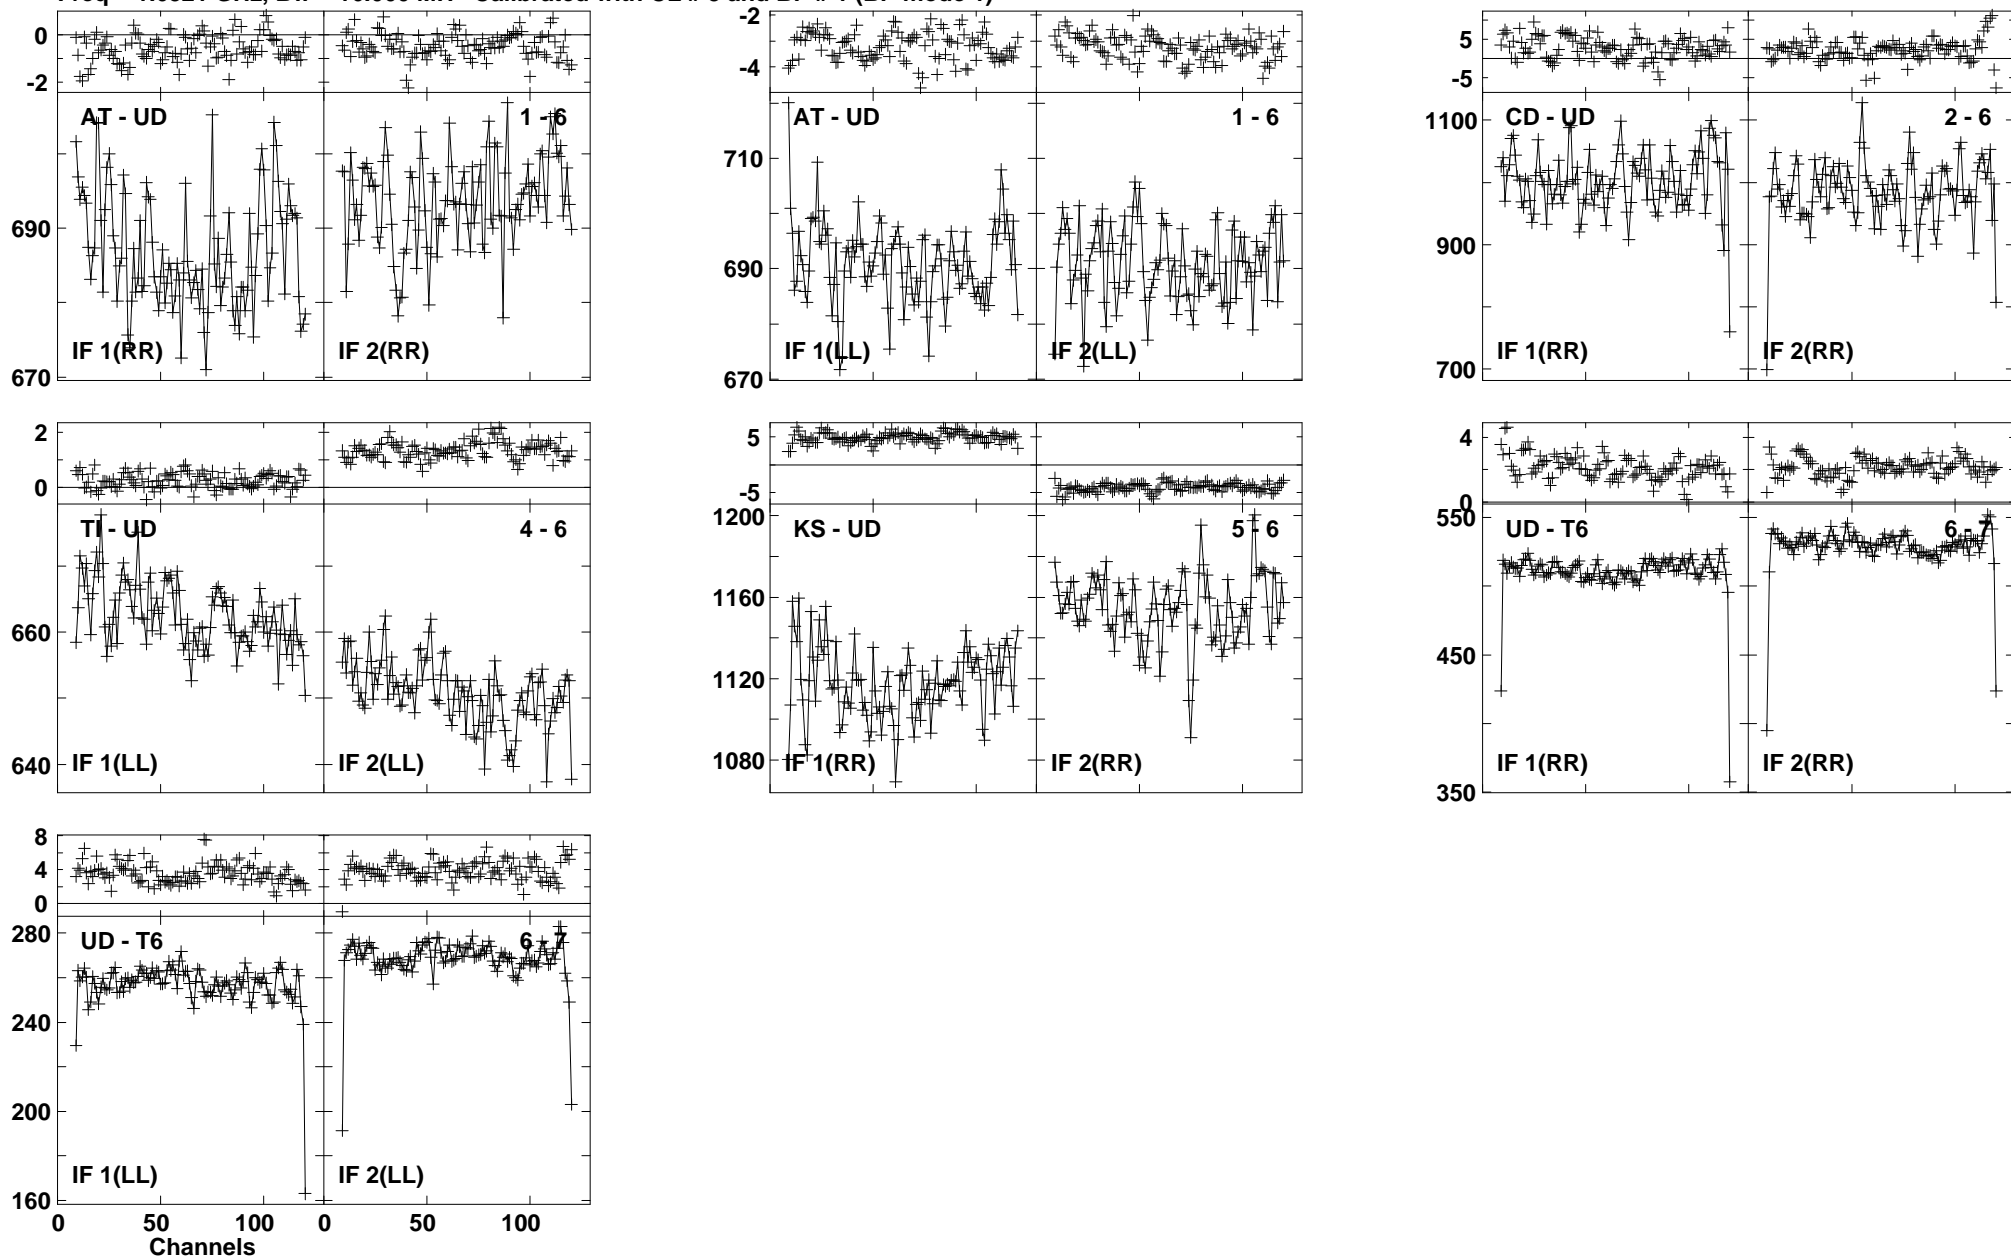 0
-2
AT - UD
1 - 6
690
670
IF 1(RR)
IF 2(RR)
-2
-4
AT - UD
1 - 6
710
690
670
IF 1(LL)
IF 2(LL)
5
-5
CD - UD
2 - 6
1100
900
700
IF 1(RR)
IF 2(RR)
2
0
TI - UD
4 - 6
660
640
IF 1(LL)
IF 2(LL)
5
-5
KS - UD
5 - 6
1200
1160
1120
1080
IF 1(RR)
IF 2(RR)
4
0
UD - T6
6 - 7
550
450
350
IF 1(RR)
IF 2(RR)
8
4
0
UD - T6
6 - 7
280
240
200
160
IF 1(LL)
IF 2(LL)
0 50 100 0 50 100
Channels